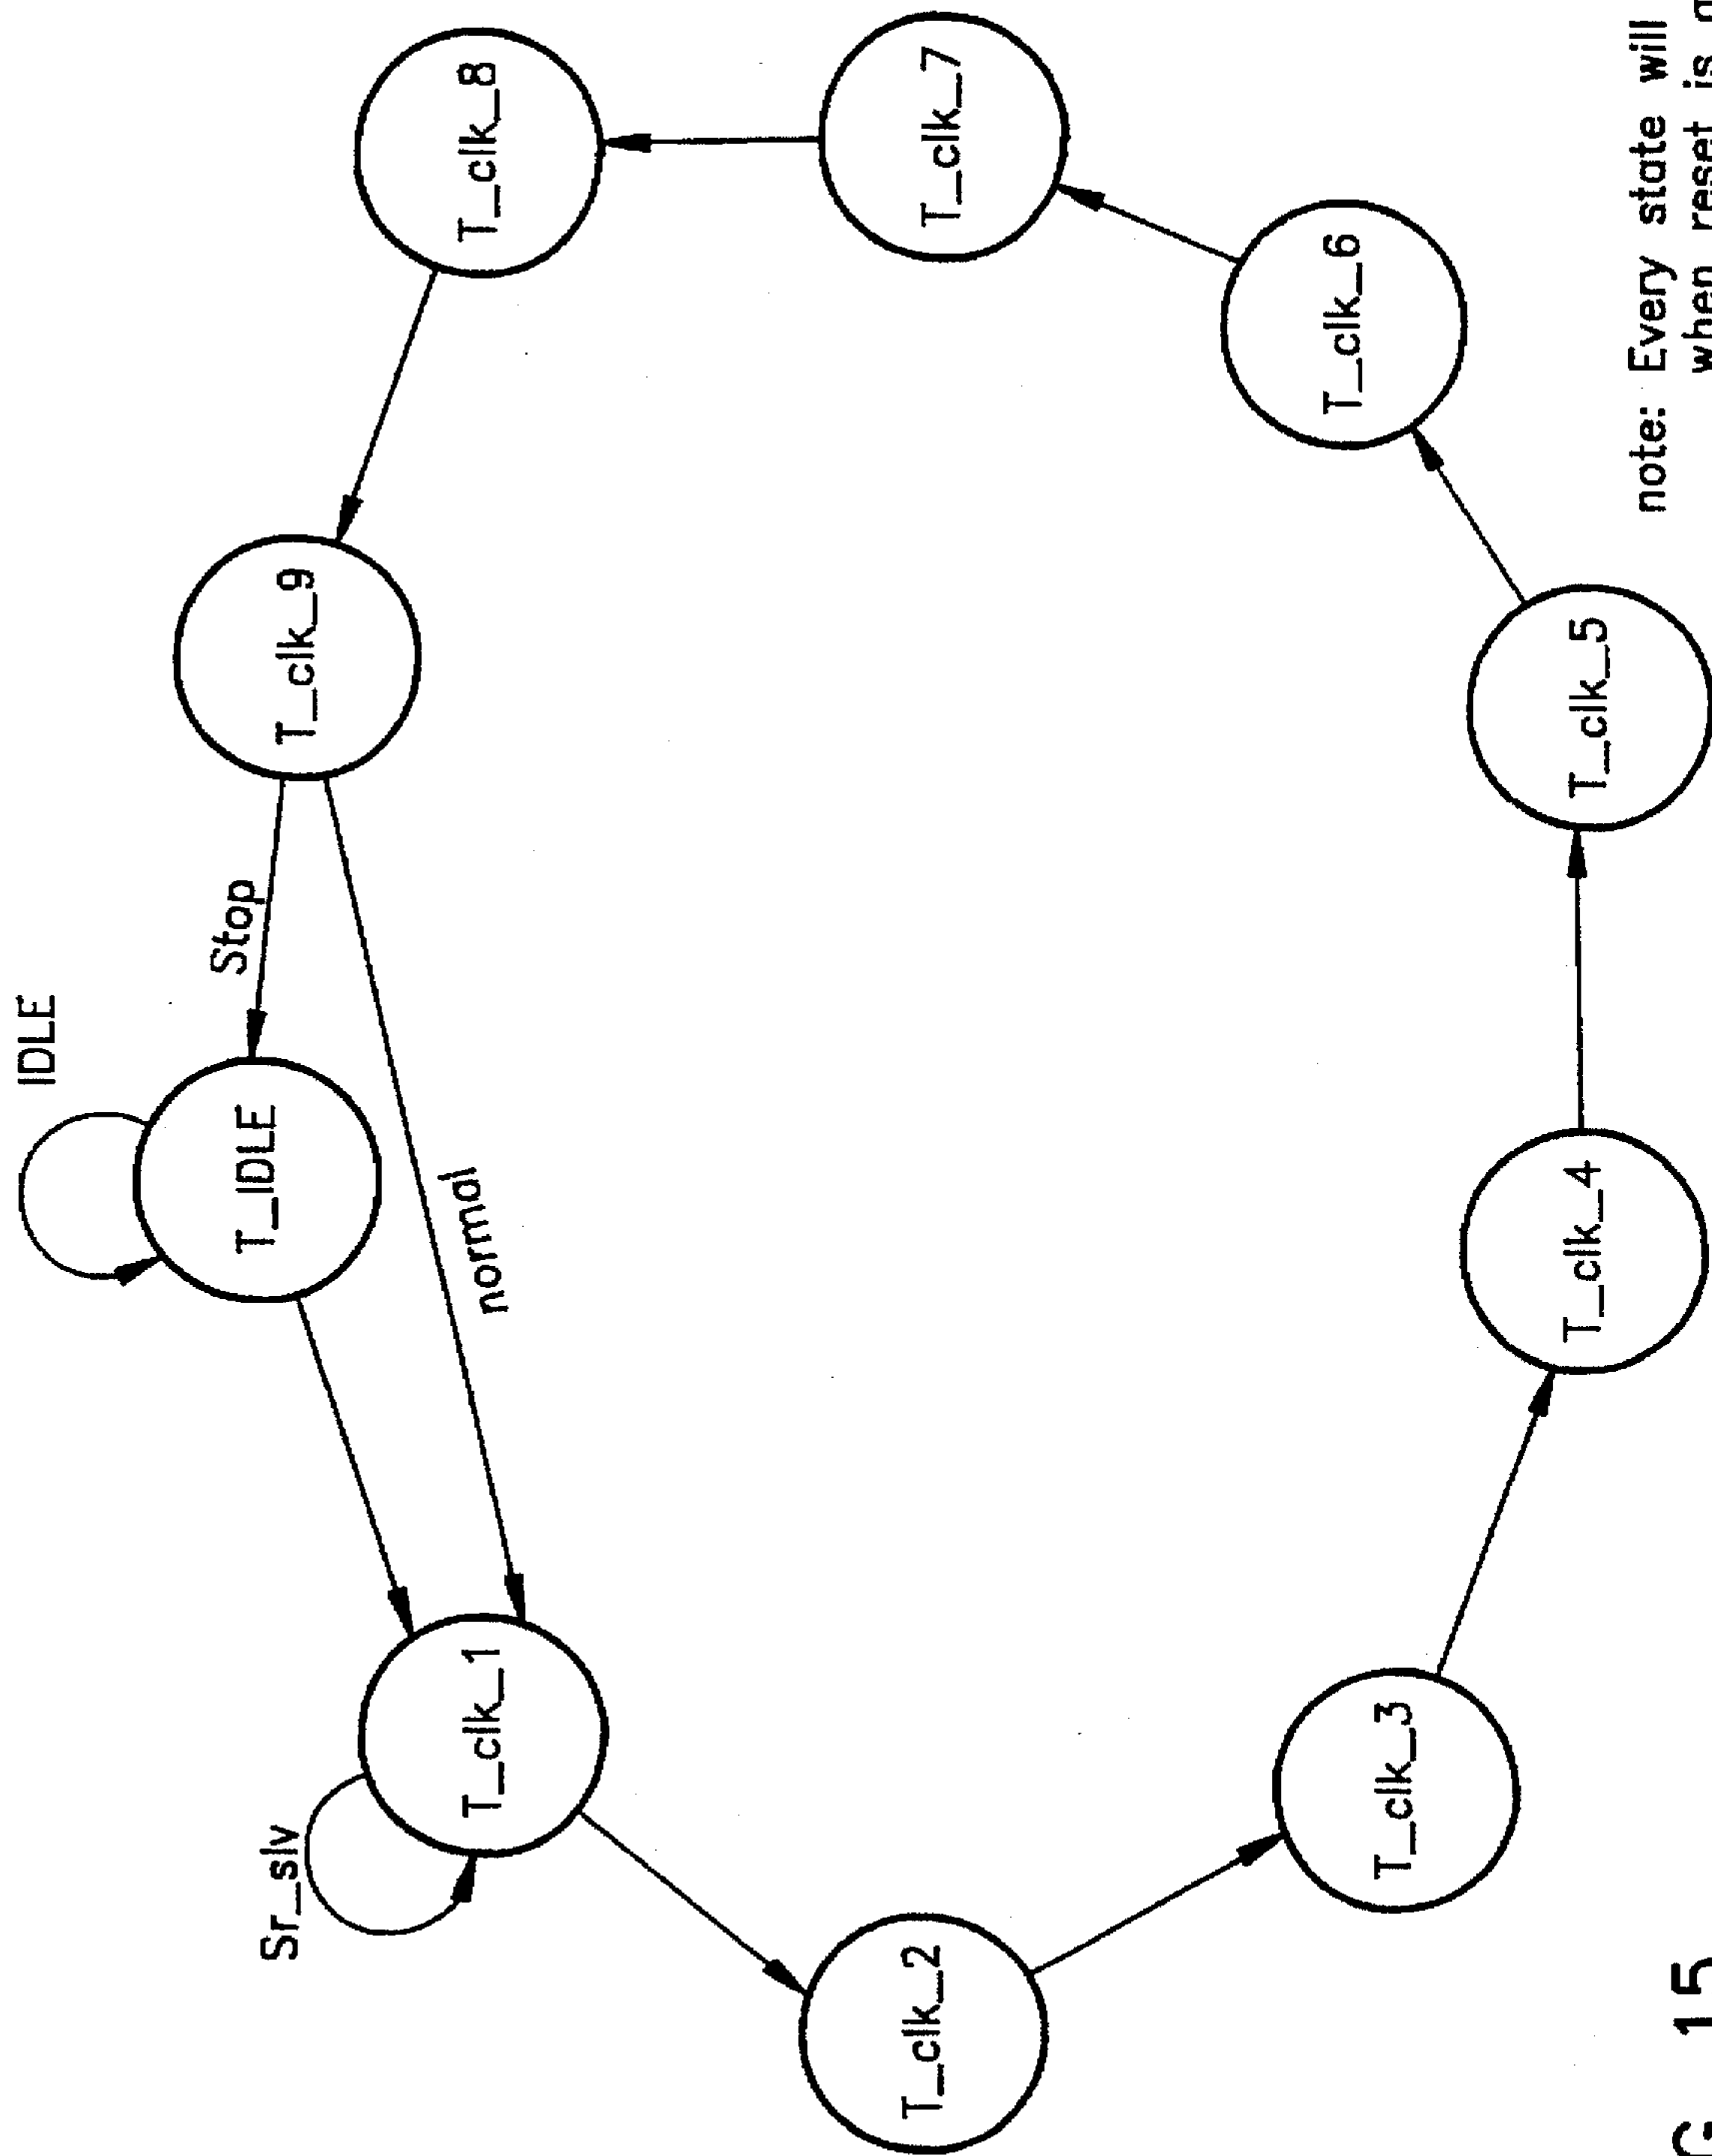 IDLE
T_IDLE
Stop
T_clk_9
normal
Sr_slv
T_clk_1
T_clk_8
T_clk_2
T_clk_7
T_clk_3
T_clk_6
T_clk_4
T_clk_5
note: Every state will
when reset is
15